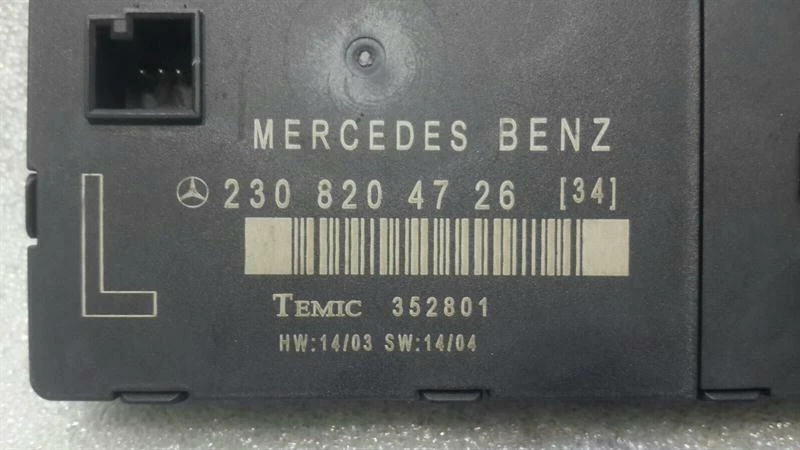 MERCEDES BENZ
230 820 47 26 [34]
L
TEMIC 352801
HW:14/03 SW:14/04